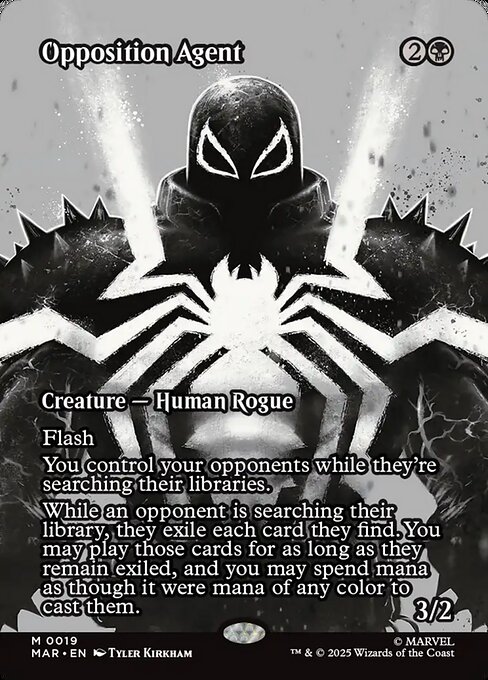 Opposition Agent 2
Creature — Human Rogue
Flash
You control your opponents while they're
searching their libraries.
While an opponent is searching their
library, they exile each card they find. You
may play those cards for as long as they
remain exiled, and you may spend mana
as though it were mana of any color to
cast them.
3/2
M 0019
MAR • EN TYLER KIRKHAM
© MARVEL
™ & © 2025 Wizards of the Coast